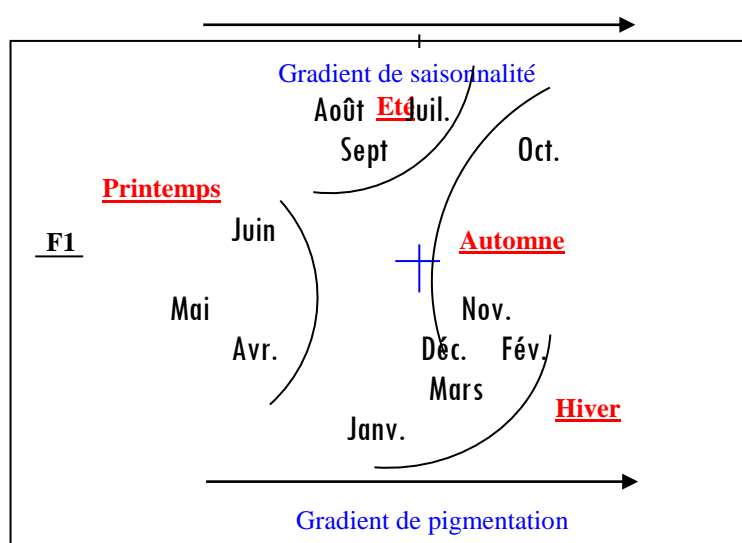 Gradient de saisonnalité
Août Eté Juil.
Sept Oct.
Printemps
Juin
F1 Automne
Mai Nov.
Avr. Déc. Fév.
Mars
Hiver
Janv.
Gradient de pigmentation